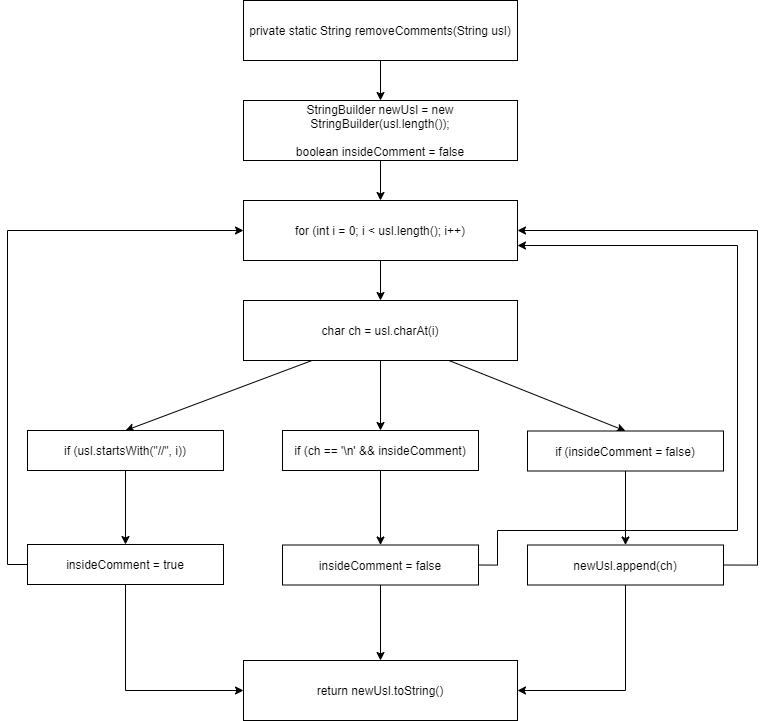 private static String removeComments(String usl)
StringBuilder newUsl = new
StringBuilder(usl.length());
boolean insideComment = false
for (int i = 0; i < usl.length(); i++)
char ch = usl.charAt(i)
if (usl.startsWith("//", i))
if (ch == '\n' && insideComment)
if (insideComment = false)
insideComment = true
insideComment = false
newUsl.append(ch)
return newUsl.toString()